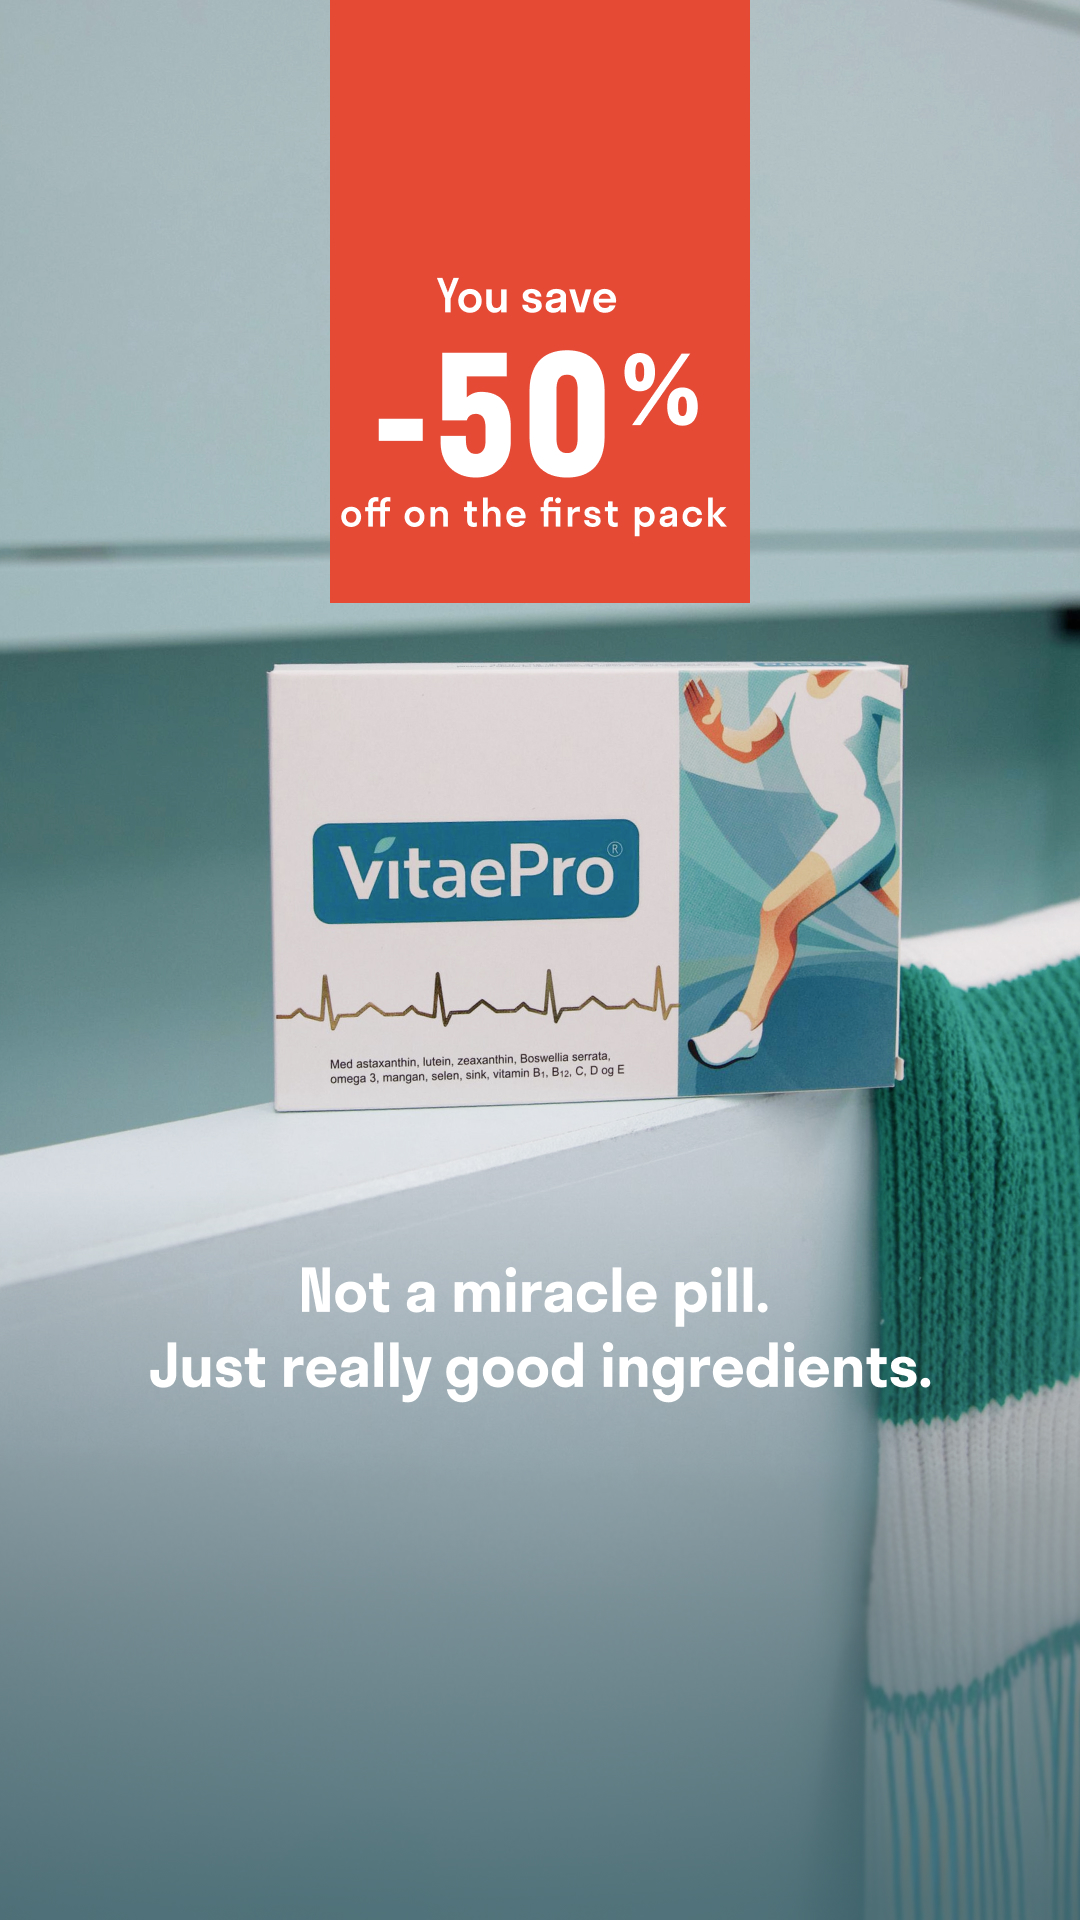 You save
-50%
off on the first pack
VitaePro®
Med astaxanthin, lutein, zeaxanthin, Boswellia serrata,
omega 3, mangan, selen, sink, vitamin B₁, B₁₂, C, D og E
Not a miracle pill.
Just really good ingredients.